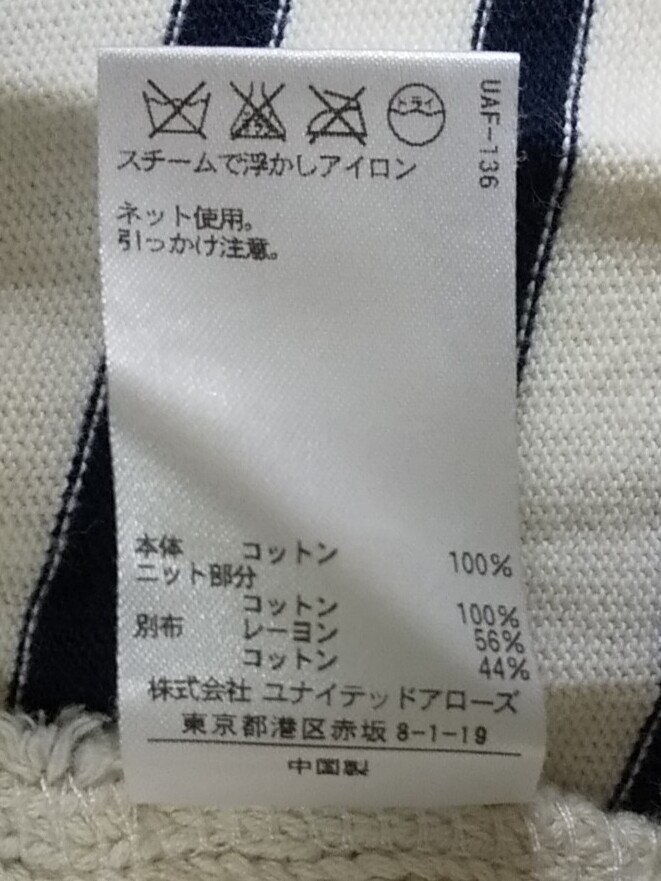 ドライ
UAF-136
スチームで浮かしアイロン
ネット使用。
引っかけ注意。
本体 コットン 100%
ニット部分
コットン 100%
別布 レーヨン 56%
コットン 44%
株式会社 ユナイテッドアローズ
東京都港区赤坂 8-1-19
中国製